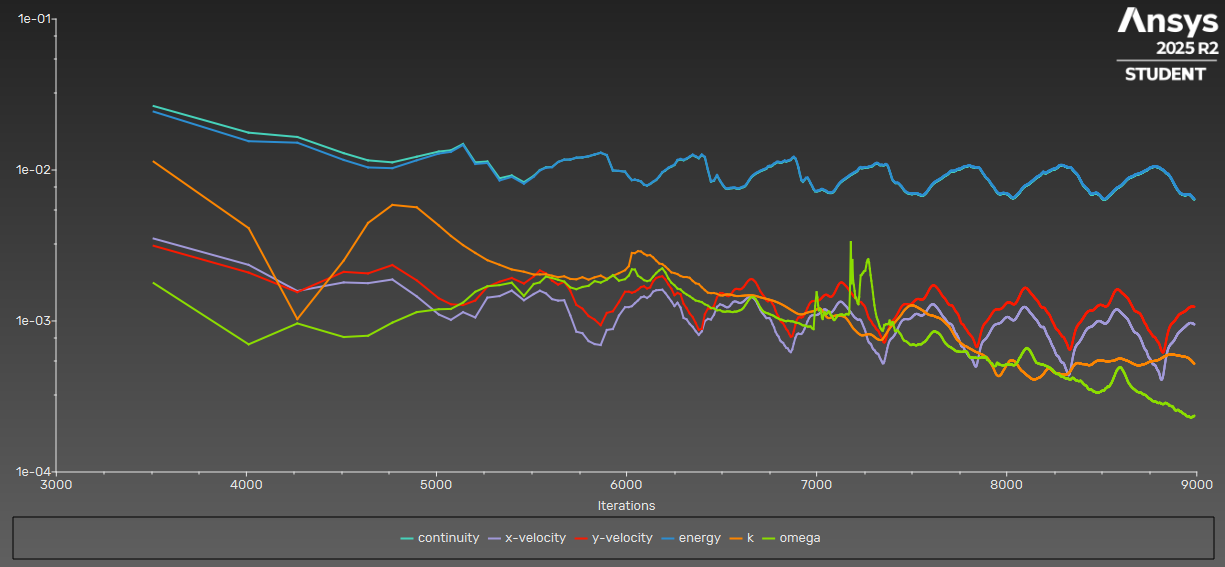 1e-01
Ansys
2025 R2
STUDENT
1e-02
1e-03
1e-04
3000 4000 5000 6000 7000 8000 9000
Iterations
continuity x-velocity y-velocity energy k omega